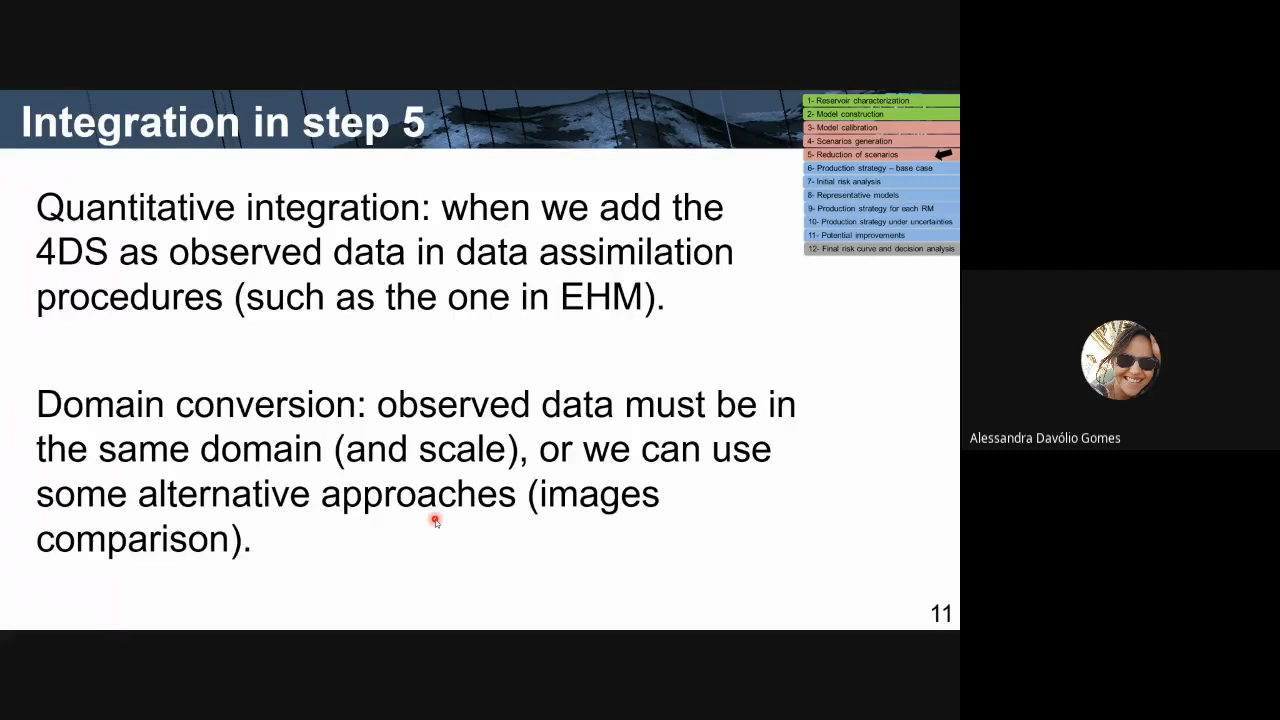 Integration in step 5
1- Reservoir characterization
2- Model construction
3- Model calibration
4- Scenarios generation
5- Reduction of scenarios
6- Production strategy – base case
7- Initial risk analysis
8- Representative models
9- Production strategy for each RM
10- Production strategy under uncertainties
11- Potential improvements
12- Final risk curve and decision analysis
Quantitative integration: when we add the
4DS as observed data in data assimilation
procedures (such as the one in EHM).
Domain conversion: observed data must be in
the same domain (and scale), or we can use
some alternative approaches (images
comparison).
11
Alessandra Davólio Gomes